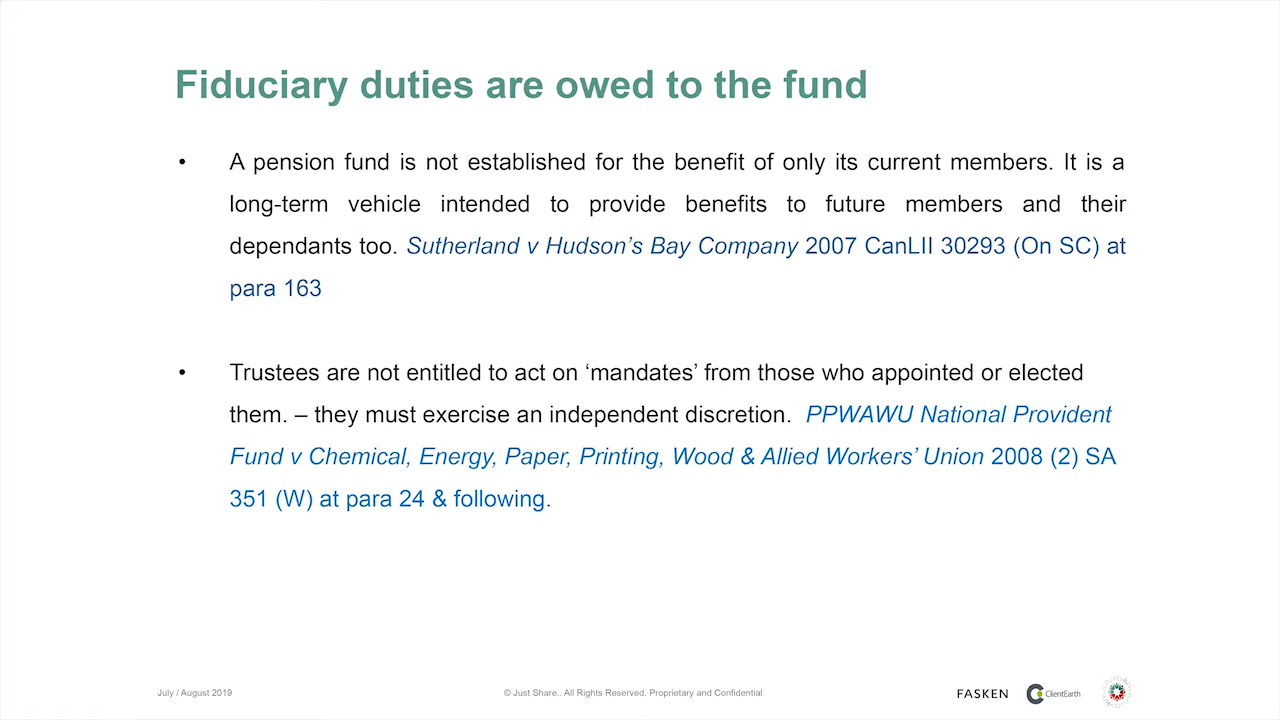 Fiduciary duties are owed to the fund
• A pension fund is not established for the benefit of only its current members. It is a
long-term vehicle intended to provide benefits to future members and their
dependants too. Sutherland v Hudson’s Bay Company 2007 CanLII 30293 (On SC) at
para 163
• Trustees are not entitled to act on ‘mandates’ from those who appointed or elected
them. – they must exercise an independent discretion. PPWAWU National Provident
Fund v Chemical, Energy, Paper, Printing, Wood & Allied Workers’ Union 2008 (2) SA
351 (W) at para 24 & following.
July / August 2019
© Just Share.. All Rights Reserved. Proprietary and Confidential
FASKEN
ClientEarth